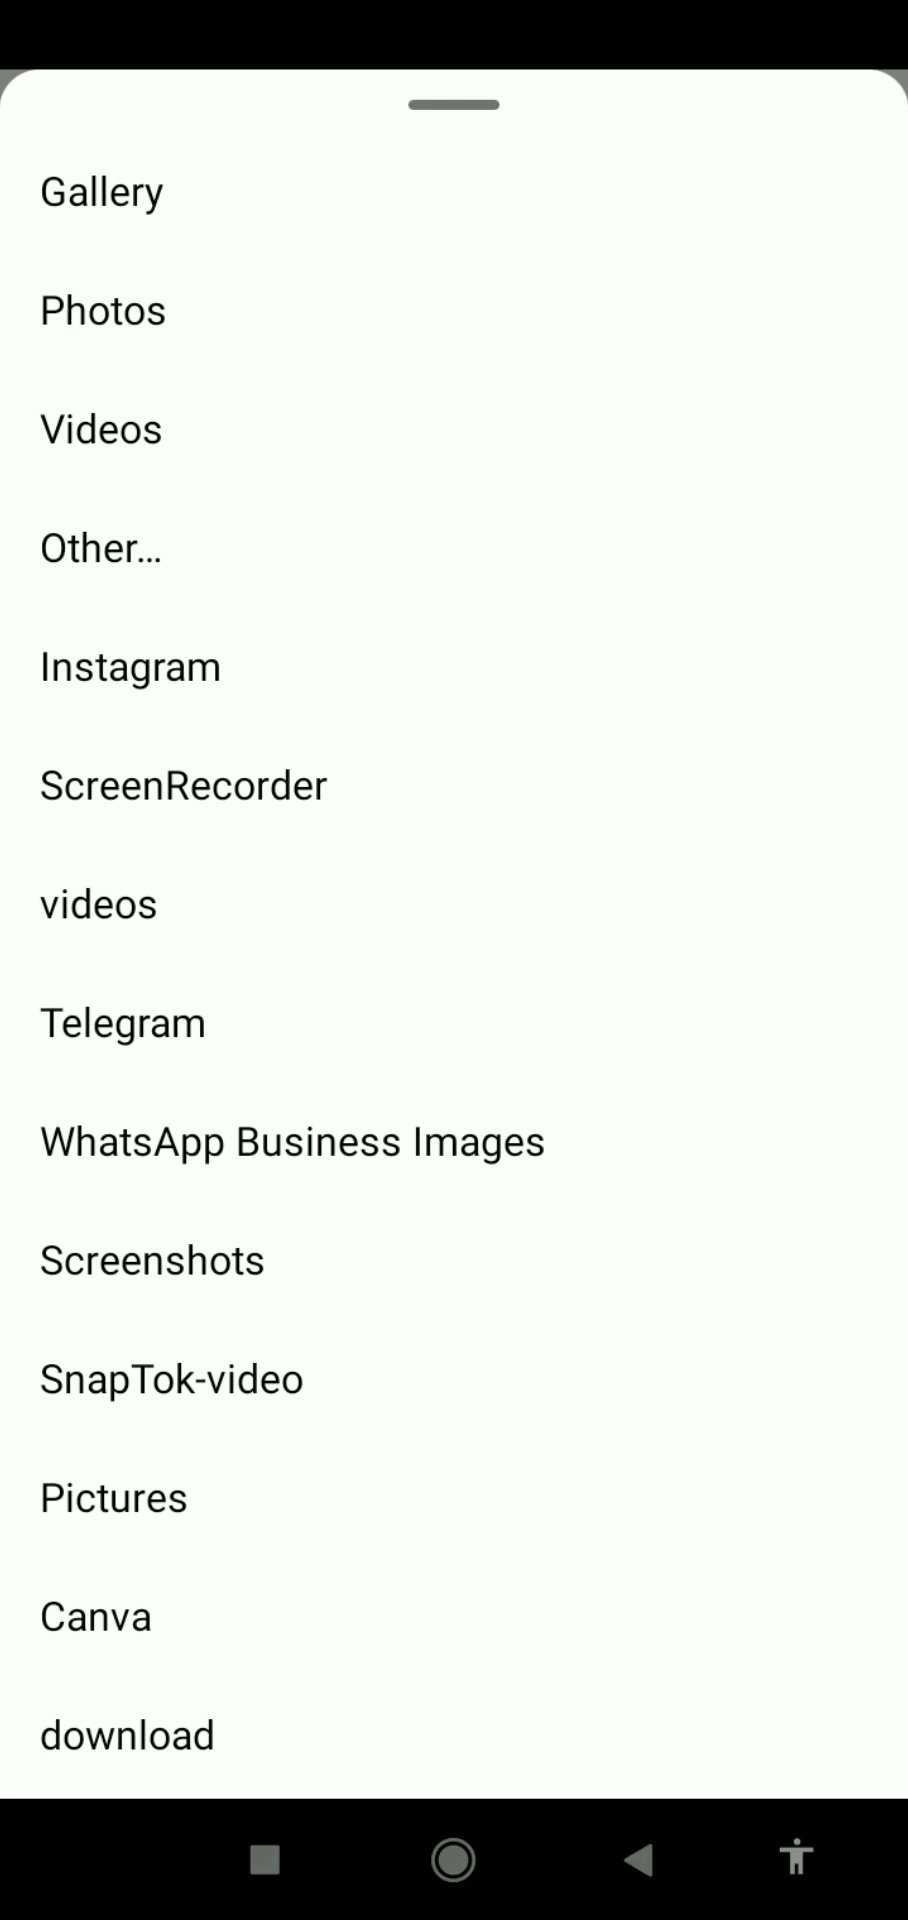 Gallery
Photos
Videos
Other...
Instagram
ScreenRecorder
videos
Telegram
WhatsApp Business Images
Screenshots
SnapTok-video
Pictures
Canva
download